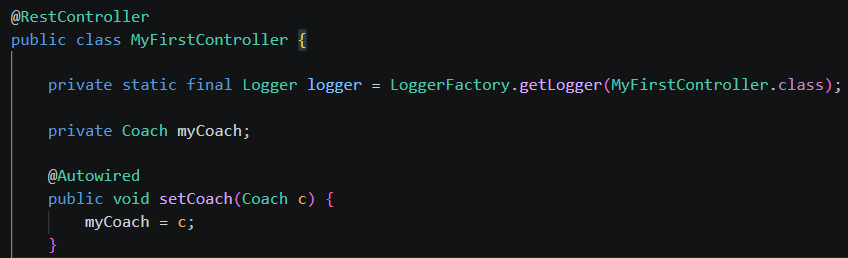 @RestController
public class MyFirstController {
private static final Logger logger = LoggerFactory.getLogger(MyFirstController.class);
private Coach myCoach;
@Autowired
public void setCoach(Coach c) {
myCoach = c;
}